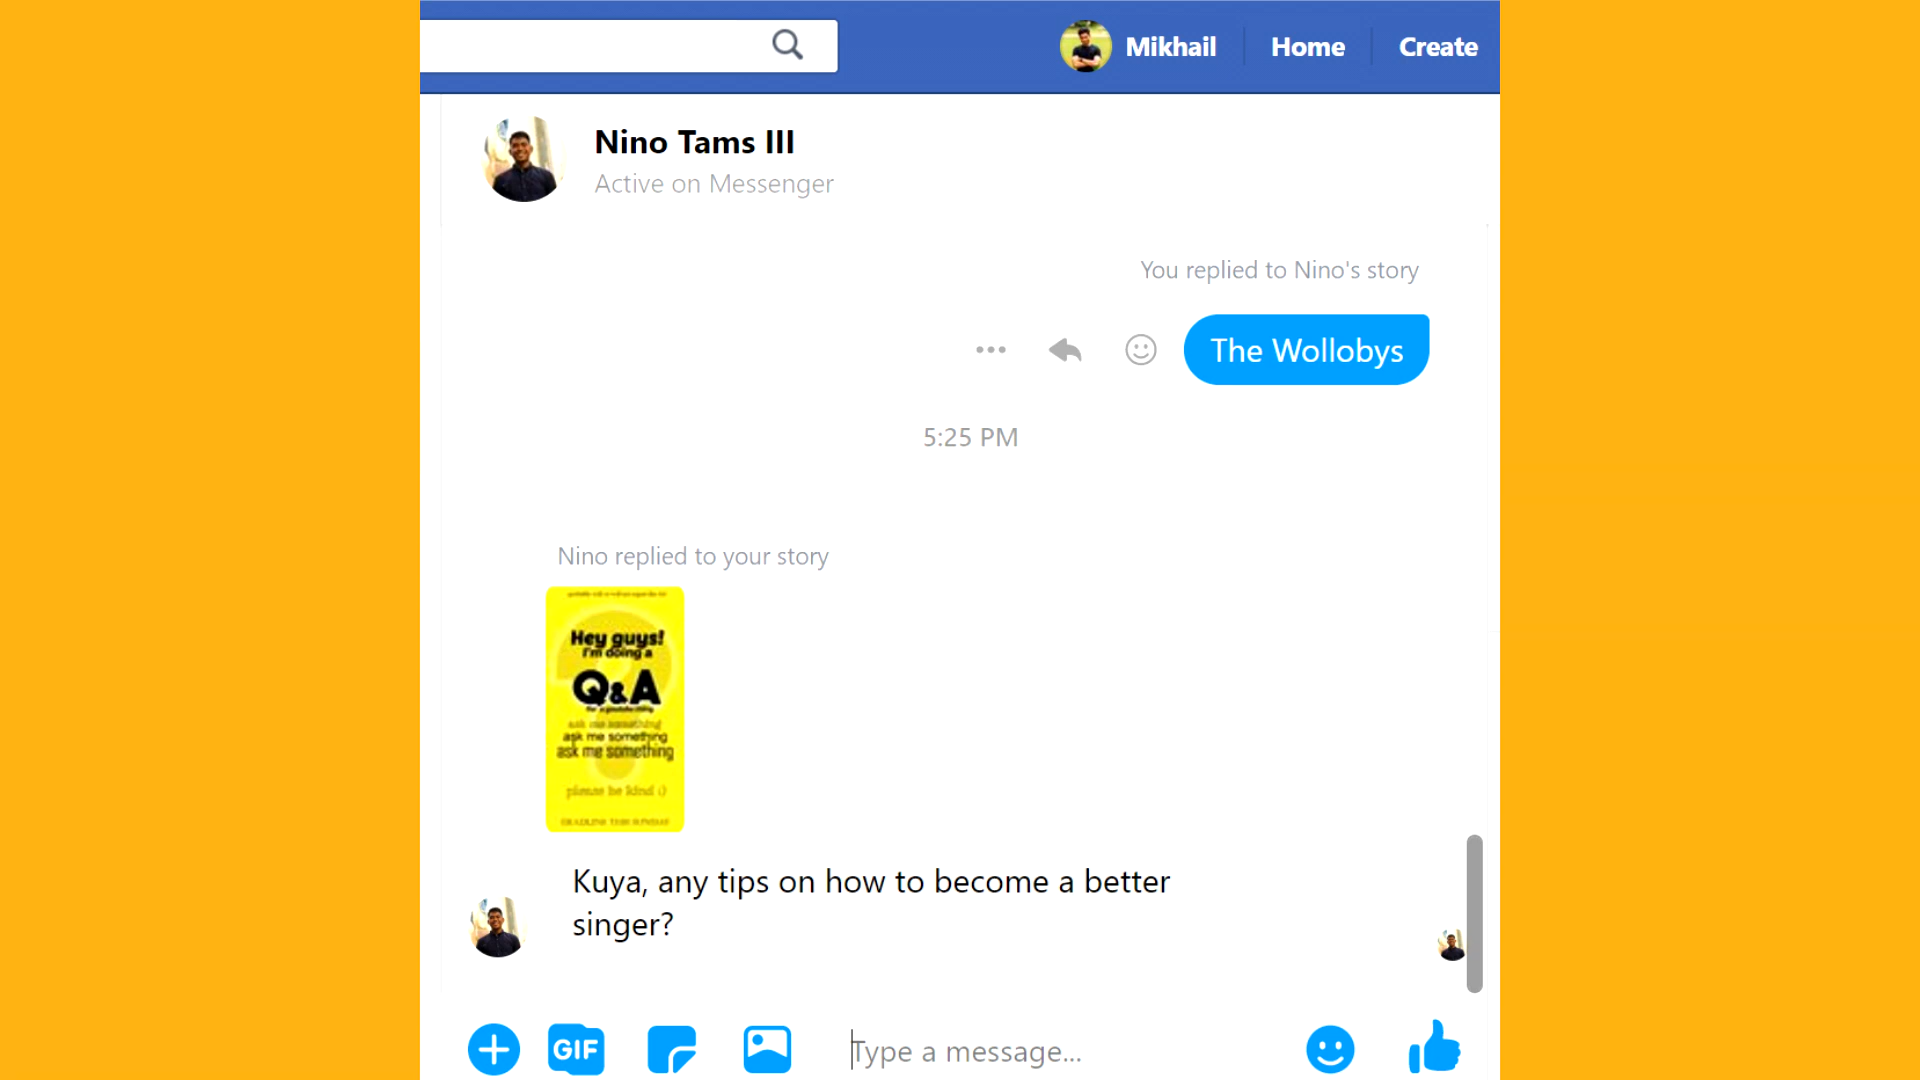 Mikhail
Home
Create
Nino Tams III
Active on Messenger
You replied to Nino's story
The Wollobys
5:25 PM
Nino replied to your story
Hey guys!
I'm doing a
Q&A
ask me something
ask me something
ask me something
please be kind :)
Kuya, any tips on how to become a better
singer?
GIF
Type a message...